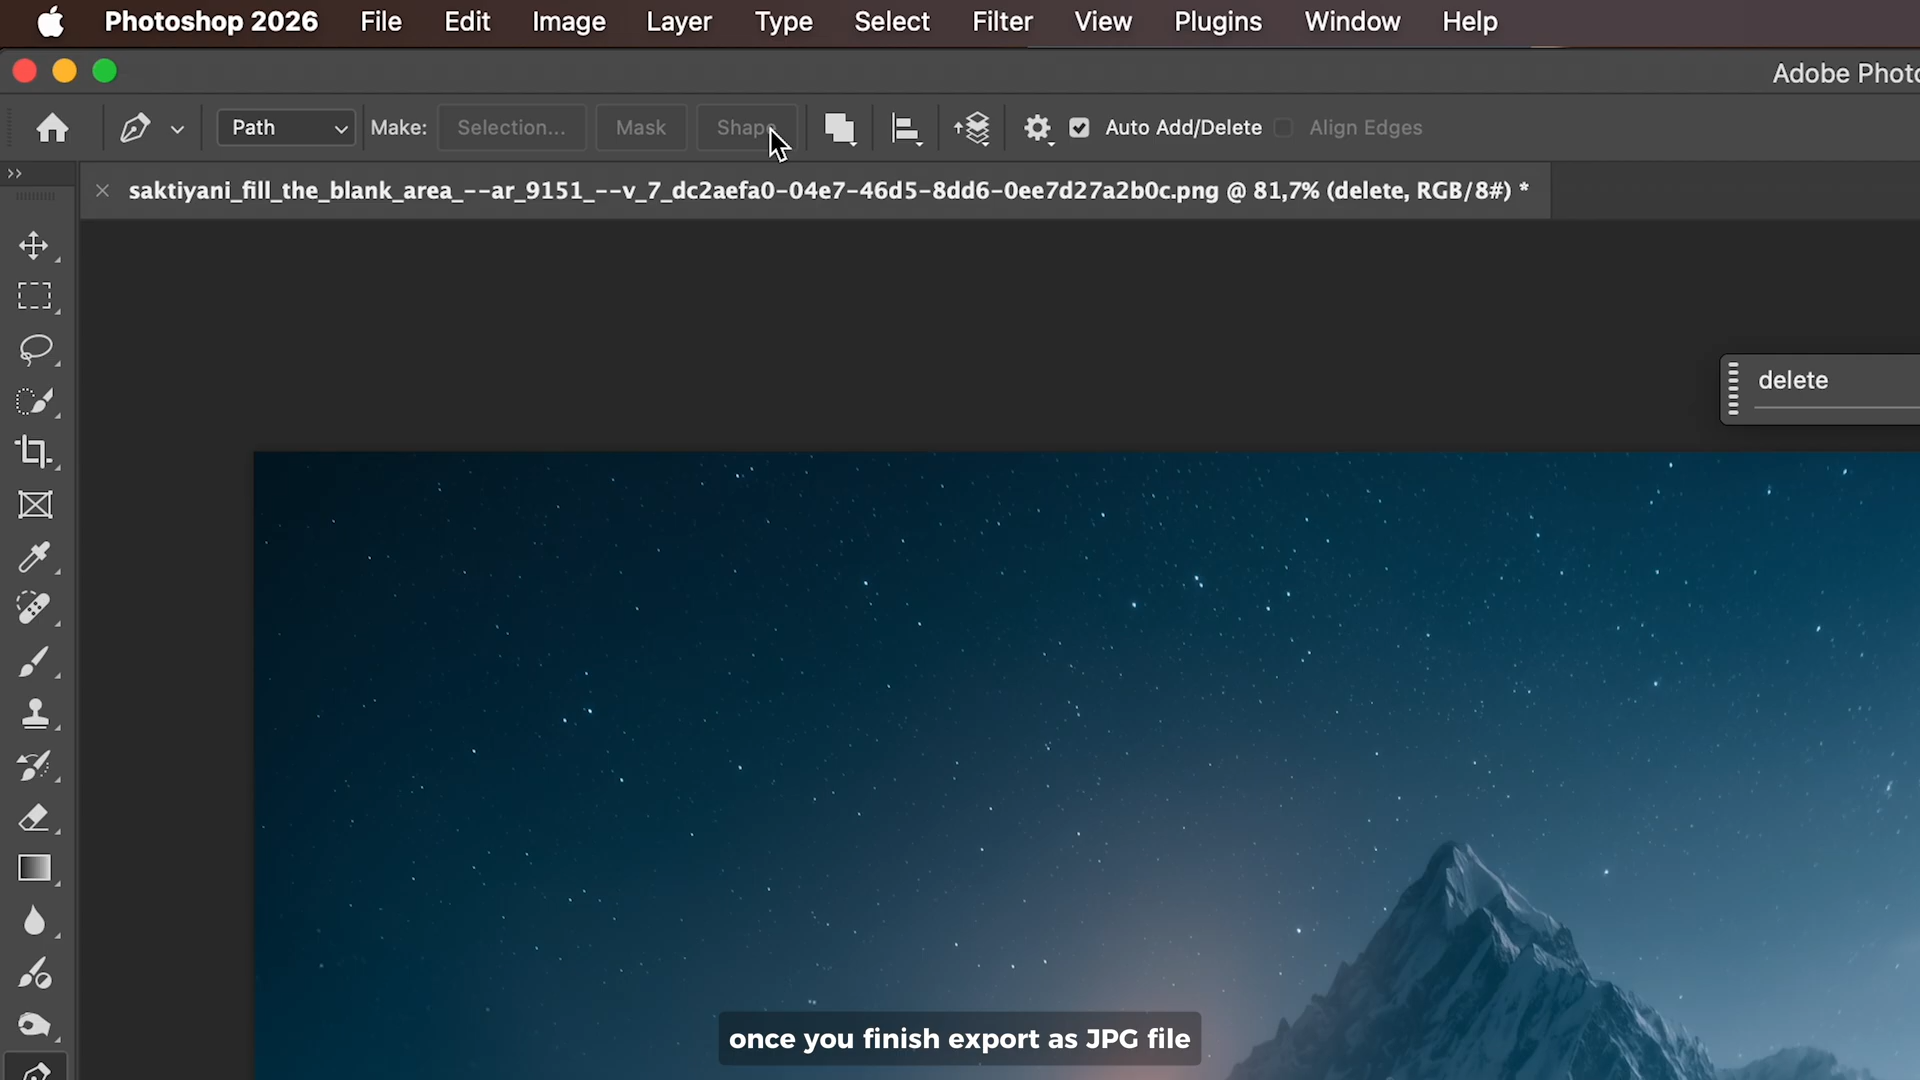 Photoshop 2026 File Edit Image Layer Type Select Filter View Plugins Window Help
Adobe Photo
Path Make: Selection... Mask Shape Auto Add/Delete Align Edges
saktiyani_fill_the_blank_area_--ar_9151_--v_7_dc2aefa0-04e7-46d5-8dd6-0ee7d27a2b0c.png @ 81,7% (delete, RGB/8#) *
delete
once you finish export as JPG file